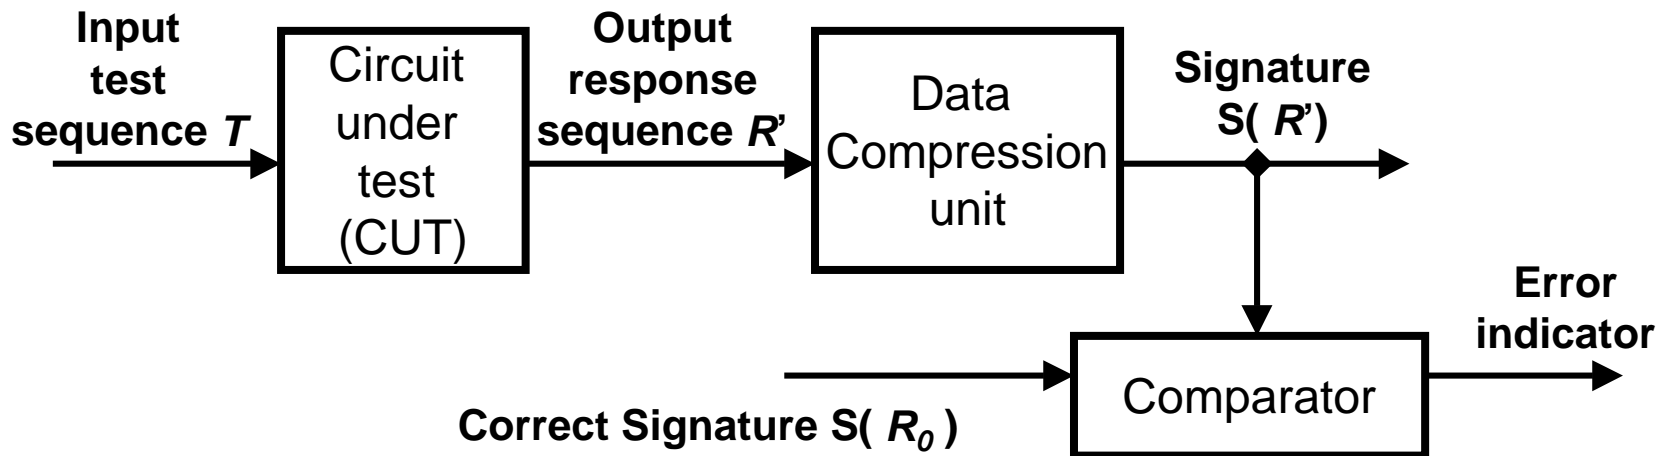 Input
test
sequence T
Circuit
under
test
(CUT)
Output
response
sequence R'
Data
Compression
unit
Signature
S( R')
Error
indicator
Comparator
Correct Signature S( R₀ )